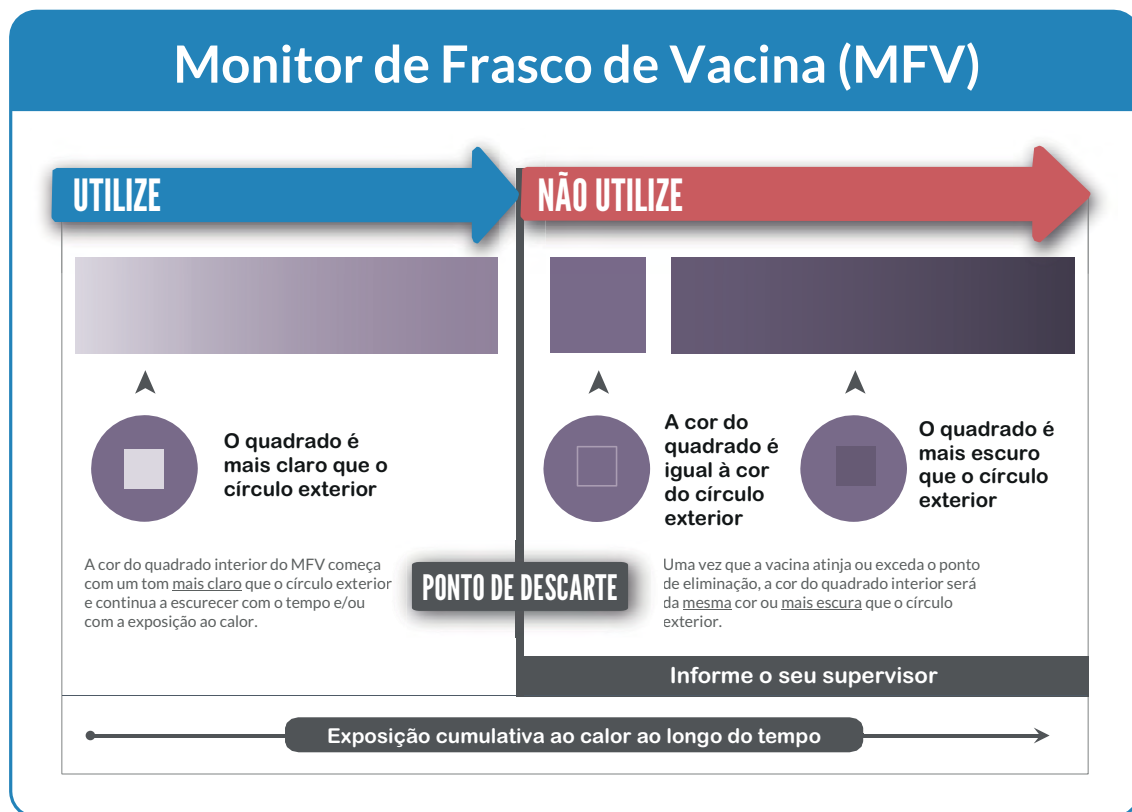 Monitor de Frasco de Vacina (MFV)
UTILIZE
NÃO UTILIZE
O quadrado é
mais claro que o
círculo exterior
A cor do
quadrado é
igual à cor
do círculo
exterior
O quadrado é
mais escuro
que o círculo
exterior
A cor do quadrado interior do MFV começa
com um tom mais claro que o círculo exterior
e continua a escurecer com o tempo e/ou
com a exposição ao calor.
PONTO DE DESCARTE
Uma vez que a vacina atinja ou exceda o ponto
de eliminação, a cor do quadrado interior será
da mesma cor ou mais escura que o círculo
exterior.
Informe o seu supervisor
Exposição cumulativa ao calor ao longo do tempo